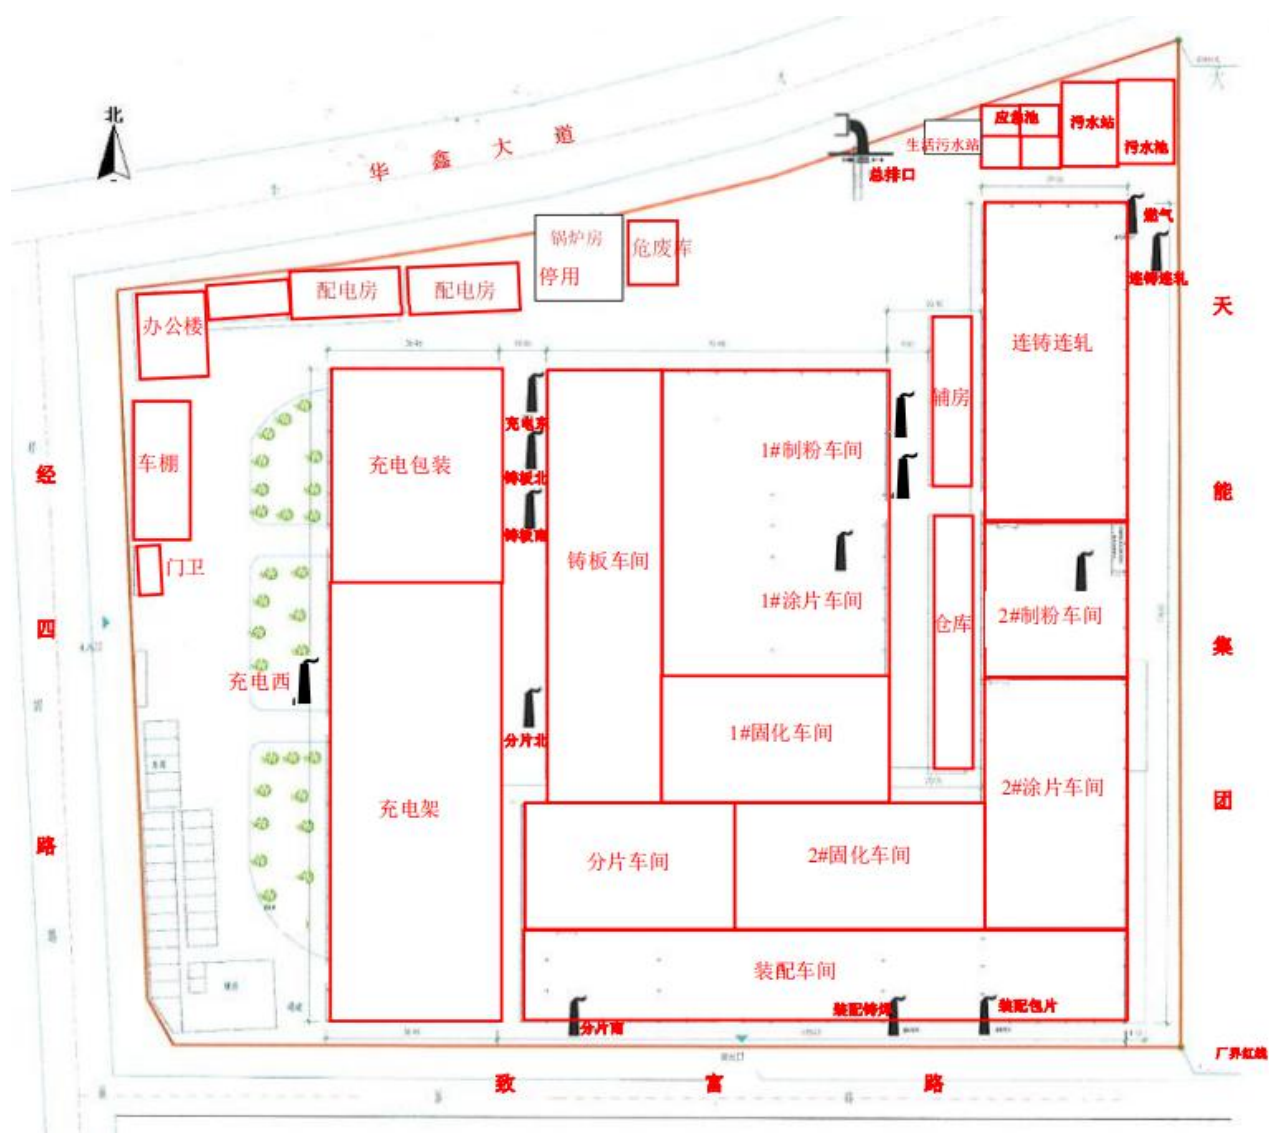 北
华鑫大道
总排口
生活污水站
应急池
污水站
污水池
燃气
连铸连轧
锅炉房
停用
危废库
配电房
配电房
办公楼
连铸连轧
辅房
充电东
铸板北
铸板南
1#制粉车间
充电包装
车棚
铸板车间
门卫
1#涂片车间
仓库
2#制粉车间
充电西
分片北
1#固化车间
2#涂片车间
充电架
分片车间
2#固化车间
装配车间
分片南
装配铸焊
装配包片
经四路
天能集团
厂界红线
致富路